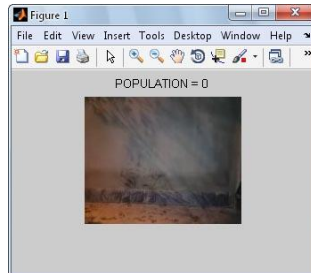 Figure 1
File Edit View Insert Tools Desktop Window Help
POPULATION = 0